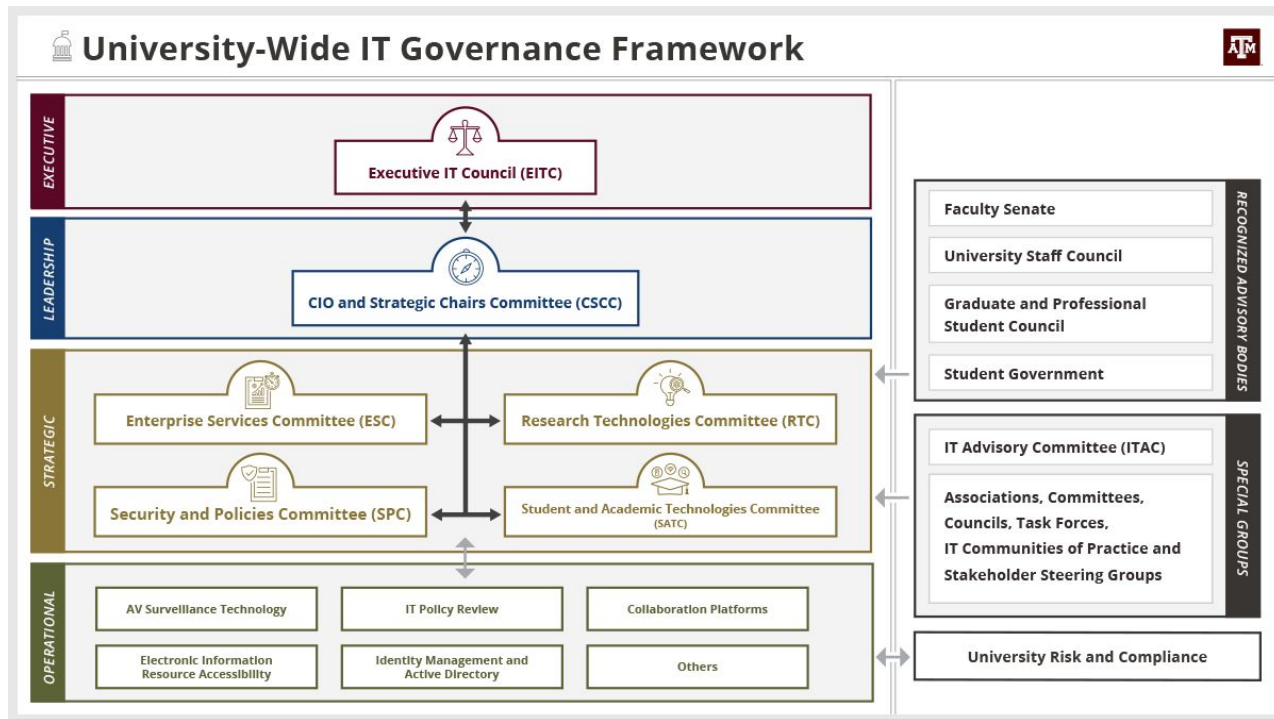 University-Wide IT Governance Framework
ATM
EXECUTIVE
Executive IT Council (EITC)
LEADERSHIP
CIO and Strategic Chairs Committee (CSCC)
STRATEGIC
Enterprise Services Committee (ESC)
Research Technologies Committee (RTC)
Security and Policies Committee (SPC)
Student and Academic Technologies Committee
(SATC)
OPERATIONAL
AV Surveillance Technology
IT Policy Review
Collaboration Platforms
Electronic Information
Resource Accessibility
Identity Management and
Active Directory
Others
RECOGNIZED ADVISORY BODIES
Faculty Senate
University Staff Council
Graduate and Professional
Student Council
Student Government
SPECIAL GROUPS
IT Advisory Committee (ITAC)
Associations, Committees,
Councils, Task Forces,
IT Communities of Practice and
Stakeholder Steering Groups
University Risk and Compliance